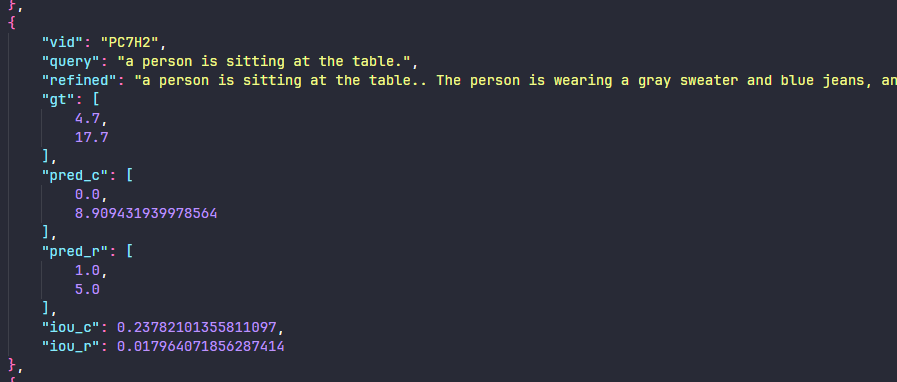 },
{
"vid": "PC7H2",
"query": "a person is sitting at the table.",
"refined": "a person is sitting at the table.. The person is wearing a gray sweater and blue jeans, an
"gt": [
4.7,
17.7
],
"pred_c": [
0.0,
8.909431939978564
],
"pred_r": [
1.0,
5.0
],
"iou_c": 0.23782101355811097,
"iou_r": 0.017964071856287414
},
{